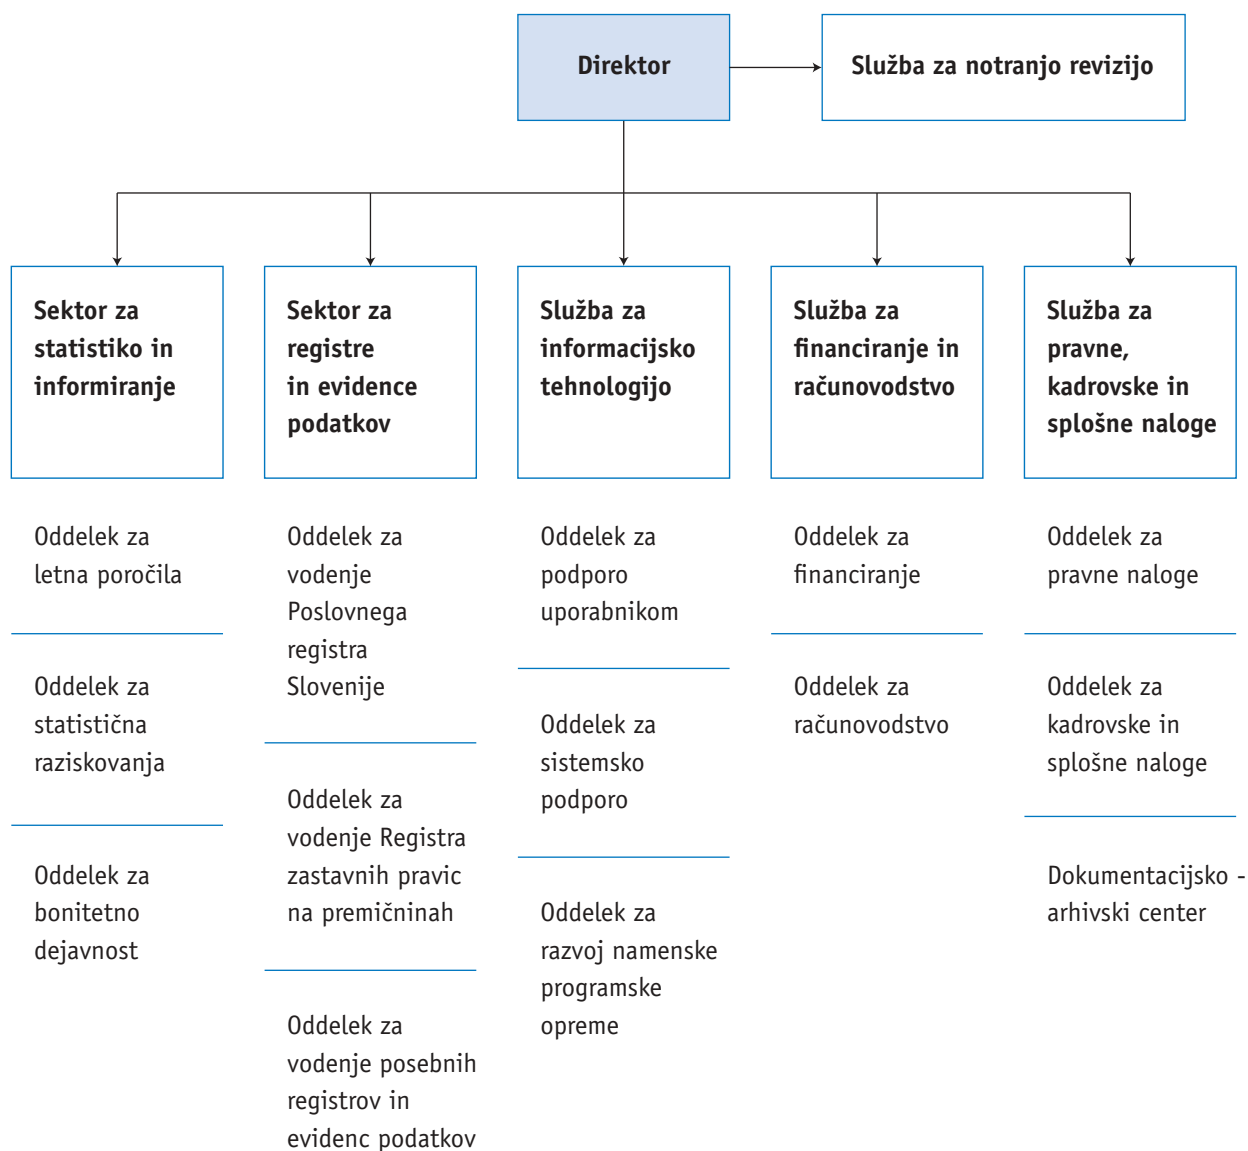 Direktor
Služba za notranjo revizijo
Sektor za
statistiko in
informiranje
Sektor za
registre
in evidence
podatkov
Služba za
informacijsko
tehnologijo
Služba za
financiranje in
računovodstvo
Služba za
pravne,
kadrovske in
splošne naloge
Oddelek za
letna poročila
Oddelek za
statistična
raziskovanja
Oddelek za
bonitetno
dejavnost
Oddelek za
vodenje
Poslovnega
registra
Slovenije
Oddelek za
vodenje Registra
zastavnih pravic
na premičninah
Oddelek za
vodenje posebnih
registrov in
evidenc podatkov
Oddelek za
podporo
uporabnikom
Oddelek za
sistemsko
podporo
Oddelek za
razvoj namenske
programske
opreme
Oddelek za
financiranje
Oddelek za
računovodstvo
Oddelek za
pravne naloge
Oddelek za
kadrovske in
splošne naloge
Dokumentacijsko -
arhivski center